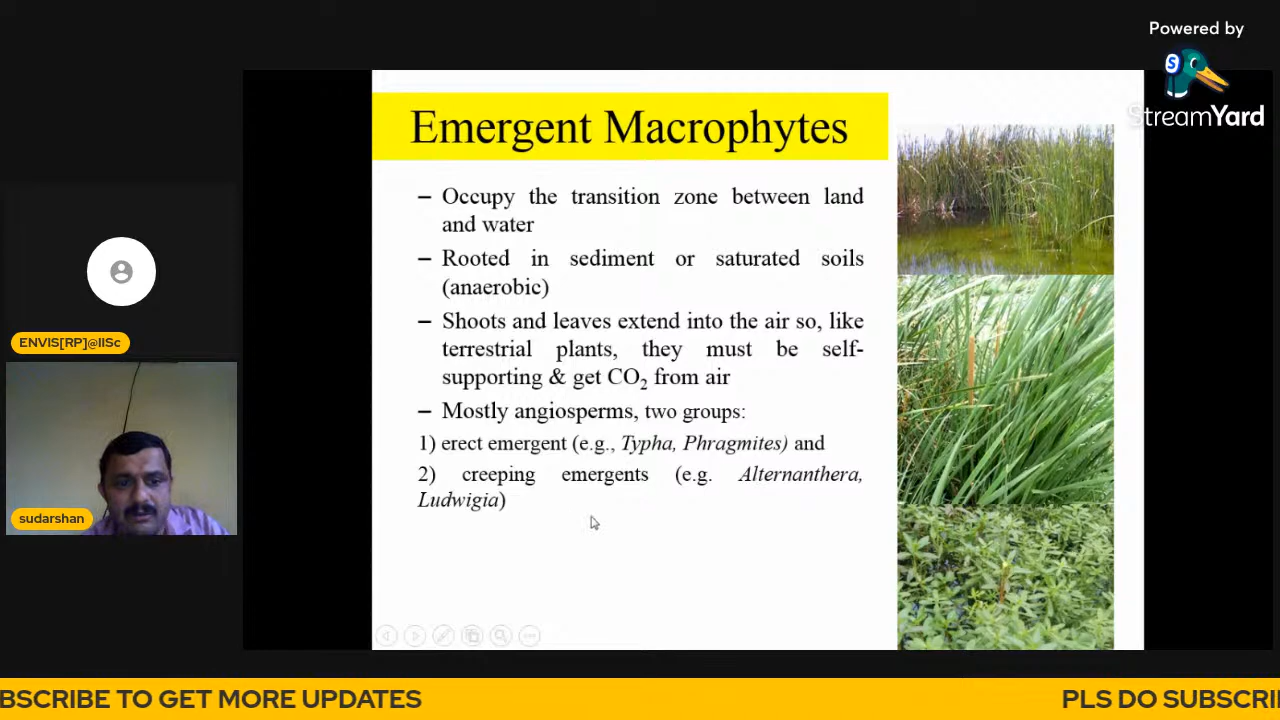 Powered by
StreamYard
Emergent Macrophytes
– Occupy the transition zone between land
and water
– Rooted in sediment or saturated soils
(anaerobic)
– Shoots and leaves extend into the air so, like
terrestrial plants, they must be self-
supporting & get CO₂ from air
– Mostly angiosperms, two groups:
1) erect emergent (e.g., Typha, Phragmites) and
2) creeping emergents (e.g. Alternanthera,
Ludwigia)
ENVIS[RP]@IISc
sudarshan
BSCRIBE TO GET MORE UPDATES
PLS DO SUBSCRI